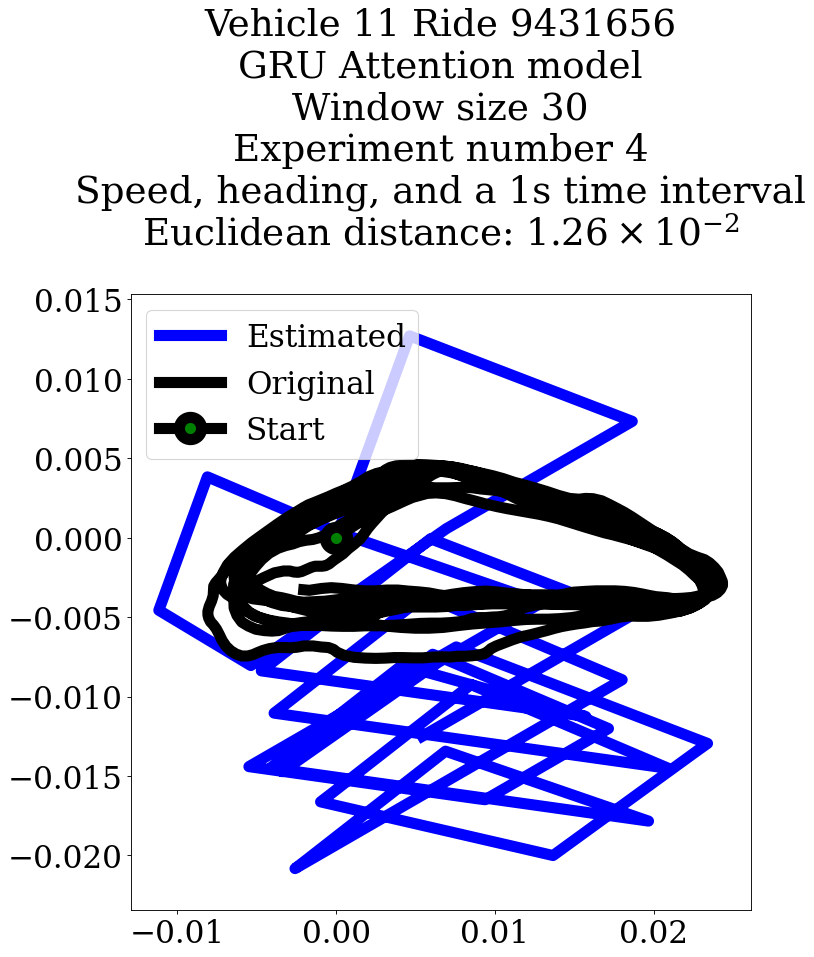 Vehicle 11 Ride 9431656
GRU Attention model
Window size 30
Experiment number 4
Speed, heading, and a 1s time interval
Euclidean distance: 1.26 × 10⁻²
Estimated
Original
Start
0.015
0.010
0.005
0.000
−0.005
−0.010
−0.015
−0.020
−0.01 0.00 0.01 0.02